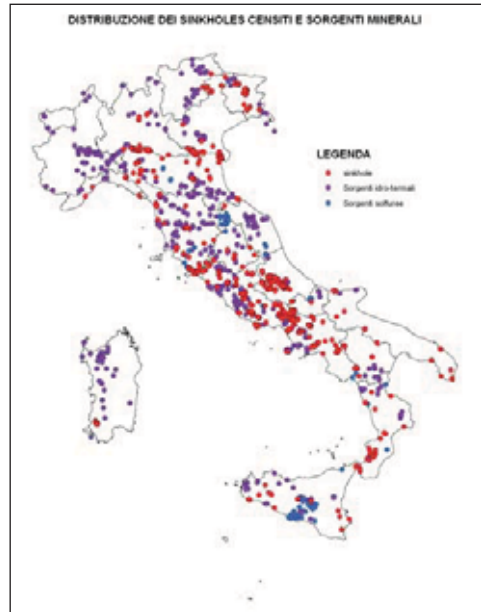 DISTRIBUZIONE DEI SINKHOLES CENSITI E SORGENTI MINERALI
LEGENDA
sinkhole
Sorgenti idro-termali
Sorgenti solfuree